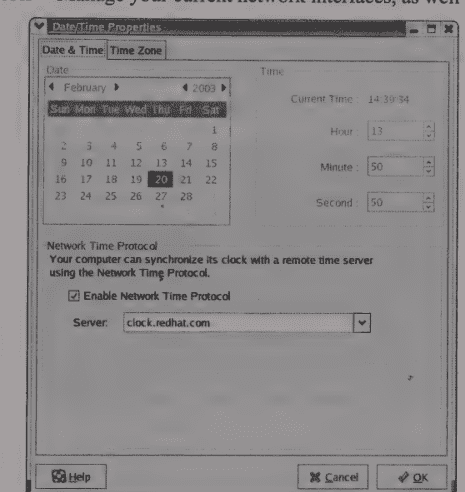 Manage your current network interfaces, as well
Date/Time Properties
Date & Time Time Zone
Date
February 2003
Sun Mon Tue Wed Thu Fri Sat
1
2 3 4 5 6 7 8
9 10 11 12 13 14 15
16 17 18 19 20 21 22
23 24 25 26 27 28
Time
Current Time : 14:39:34
Hour : 13
Minute : 50
Second : 50
Network Time Protocol
Your computer can synchronize its clock with a remote time server
using the Network Time Protocol.
Enable Network Time Protocol
Server: clock.redhat.com
Help
Cancel
OK